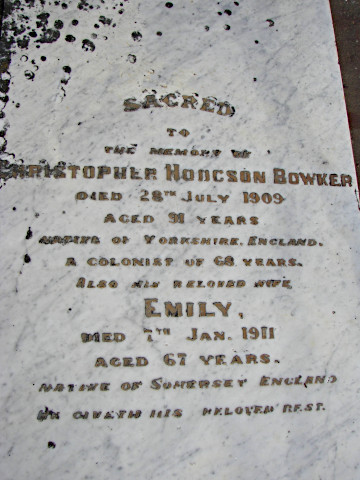 SACRED
TO
THE MEMORY OF
CHRISTOPHER HODGSON BOWKER
DIED 28TH JULY 1909
AGED 91 YEARS
NATIVE OF YORKSHIRE, ENGLAND.
A COLONIST OF 68 YEARS.
ALSO HIS BELOVED WIFE
EMILY,
DIED 7TH JAN. 1911
AGED 67 YEARS.
NATIVE OF SOMERSET ENGLAND
HE GIVETH HIS BELOVED REST.